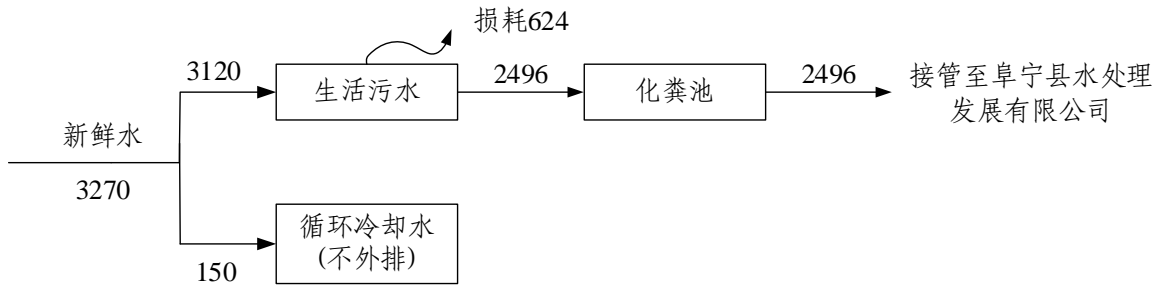 损耗624
3120
生活污水
2496
化粪池
2496
接管至阜宁县水处理
发展有限公司
新鲜水
3270
循环冷却水
(不外排)
150